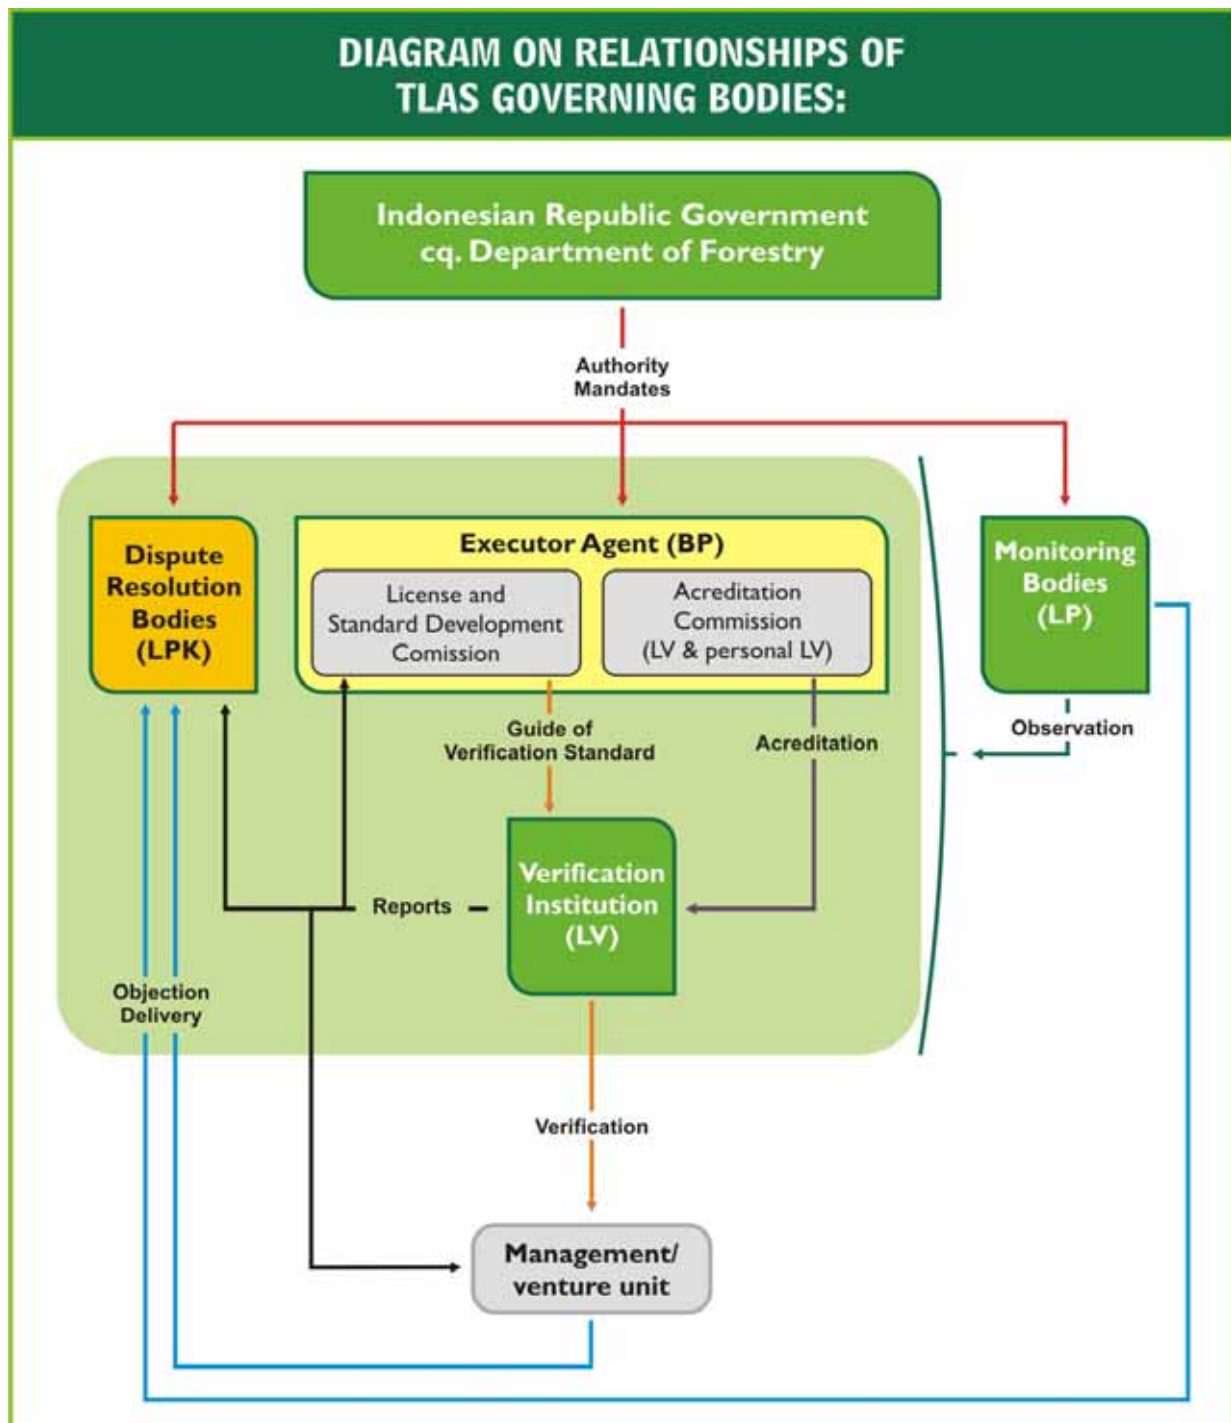 DIAGRAM ON RELATIONSHIPS OF
TLAS GOVERNING BODIES:
Indonesian Republic Government
cq. Department of Forestry
Authority
Mandates
Dispute
Resolution
Bodies
(LPK)
Executor Agent (BP)
License and
Standard Development
Comission
Acreditation
Commission
(LV & personal LV)
Monitoring
Bodies
(LP)
Guide of
Verification Standard
Acreditation
Observation
Verification
Institution
(LV)
Reports
Objection
Delivery
Verification
Management/
venture unit